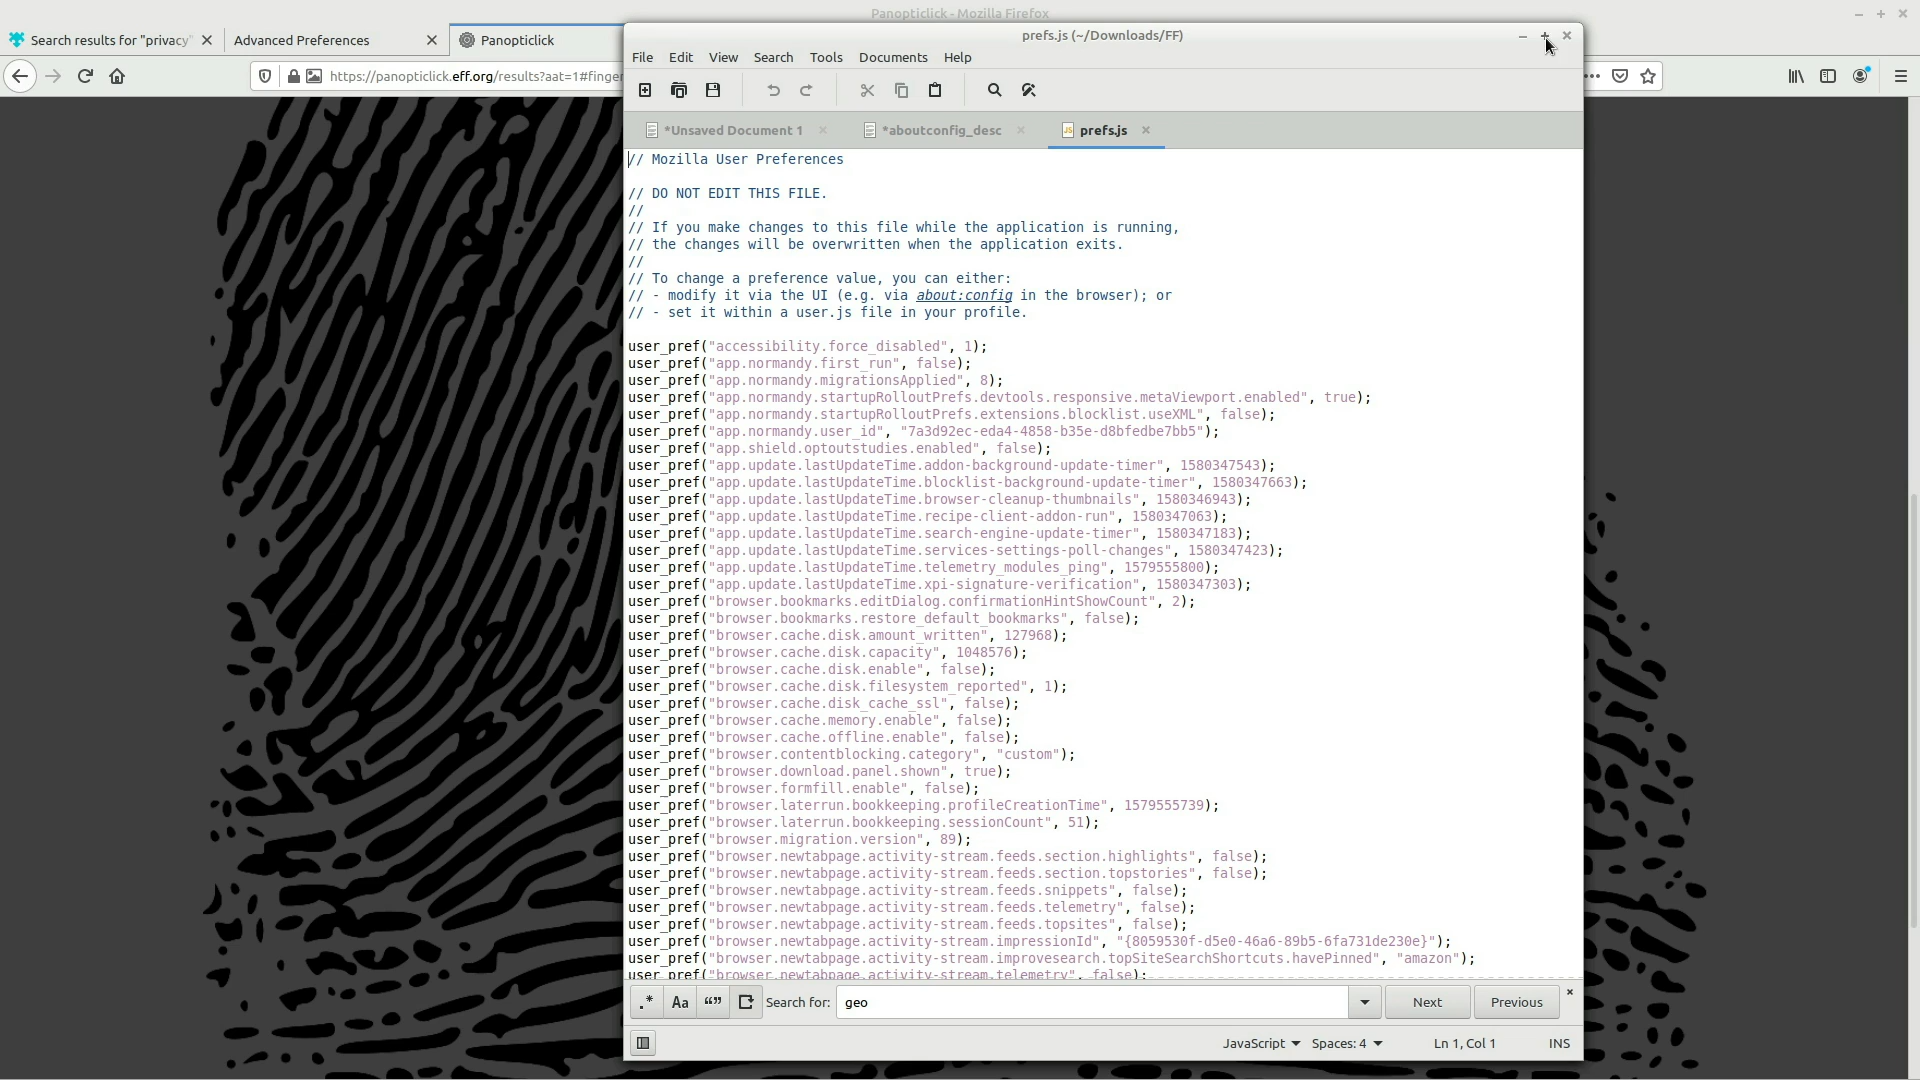 Panopticlick - Mozilla Firefox
Search results for "privacy"
Advanced Preferences
Panopticlick
https://panopticlick.eff.org/results?aat=1#finger
prefs.js (~/Downloads/FF)
File Edit View Search Tools Documents Help
*Unsaved Document 1
*aboutconfig_desc
prefs.js
// Mozilla User Preferences
// DO NOT EDIT THIS FILE.
//
// If you make changes to this file while the application is running,
// the changes will be overwritten when the application exits.
//
// To change a preference value, you can either:
// - modify it via the UI (e.g. via about:config in the browser); or
// - set it within a user.js file in your profile.
user_pref("accessibility.force_disabled", 1);
user_pref("app.normandy.first_run", false);
user_pref("app.normandy.migrationsApplied", 8);
user_pref("app.normandy.startupRolloutPrefs.devtools.responsive.metaViewport.enabled", true);
user_pref("app.normandy.startupRolloutPrefs.extensions.blocklist.useXML", false);
user_pref("app.normandy.user_id", "7a3d92ec-eda4-4858-b35e-d8bfedbe7bb5");
user_pref("app.shield.optoutstudies.enabled", false);
user_pref("app.update.lastUpdateTime.addon-background-update-timer", 1580347543);
user_pref("app.update.lastUpdateTime.blocklist-background-update-timer", 1580347663);
user_pref("app.update.lastUpdateTime.browser-cleanup-thumbnails", 1580346943);
user_pref("app.update.lastUpdateTime.recipe-client-addon-run", 1580347063);
user_pref("app.update.lastUpdateTime.search-engine-update-timer", 1580347183);
user_pref("app.update.lastUpdateTime.services-settings-poll-changes", 1580347423);
user_pref("app.update.lastUpdateTime.telemetry_modules_ping", 1579555800);
user_pref("app.update.lastUpdateTime.xpi-signature-verification", 1580347303);
user_pref("browser.bookmarks.editDialog.confirmationHintShowCount", 2);
user_pref("browser.bookmarks.restore_default_bookmarks", false);
user_pref("browser.cache.disk.amount_written", 127968);
user_pref("browser.cache.disk.capacity", 1048576);
user_pref("browser.cache.disk.enable", false);
user_pref("browser.cache.disk.filesystem_reported", 1);
user_pref("browser.cache.disk_cache_ssl", false);
user_pref("browser.cache.memory.enable", false);
user_pref("browser.cache.offline.enable", false);
user_pref("browser.contentblocking.category", "custom");
user_pref("browser.download.panel.shown", true);
user_pref("browser.formfill.enable", false);
user_pref("browser.laterrun.bookkeeping.profileCreationTime", 1579555739);
user_pref("browser.laterrun.bookkeeping.sessionCount", 51);
user_pref("browser.migration.version", 89);
user_pref("browser.newtabpage.activity-stream.feeds.section.highlights", false);
user_pref("browser.newtabpage.activity-stream.feeds.section.topstories", false);
user_pref("browser.newtabpage.activity-stream.feeds.snippets", false);
user_pref("browser.newtabpage.activity-stream.feeds.telemetry", false);
user_pref("browser.newtabpage.activity-stream.feeds.topsites", false);
user_pref("browser.newtabpage.activity-stream.impressionId", "{8059530f-d5e0-46a6-89b5-6fa731de230e}");
user_pref("browser.newtabpage.activity-stream.improvesearch.topSiteSearchShortcuts.havePinned", "amazon");
user_pref("browser.newtabpage.activity-stream.telemetry", false);
.* Aa “” Search for: geo Next Previous
JavaScript Spaces: 4 Ln 1, Col 1 INS